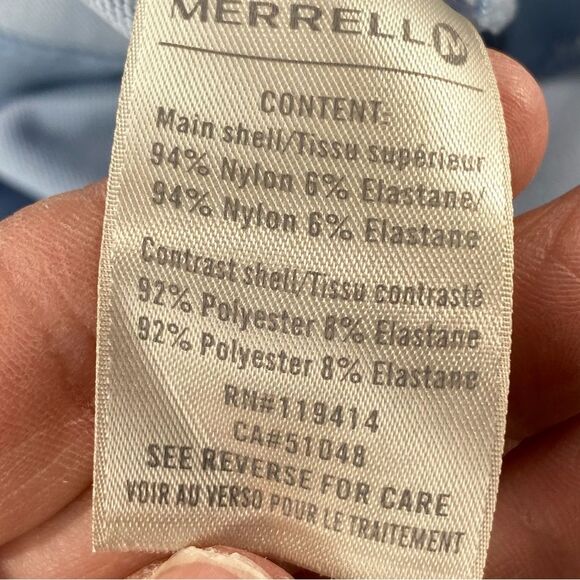 MERRELL
CONTENT:
Main shell/Tissu supérieur
94% Nylon 6% Elastane/
94% Nylon 6% Elastane
Contrast shell/Tissu contrasté
92% Polyester 8% Elastane
92% Polyester 8% Elastane
RN#119414
CA#51048
SEE REVERSE FOR CARE
VOIR AU VERSO POUR LE TRAITEMENT